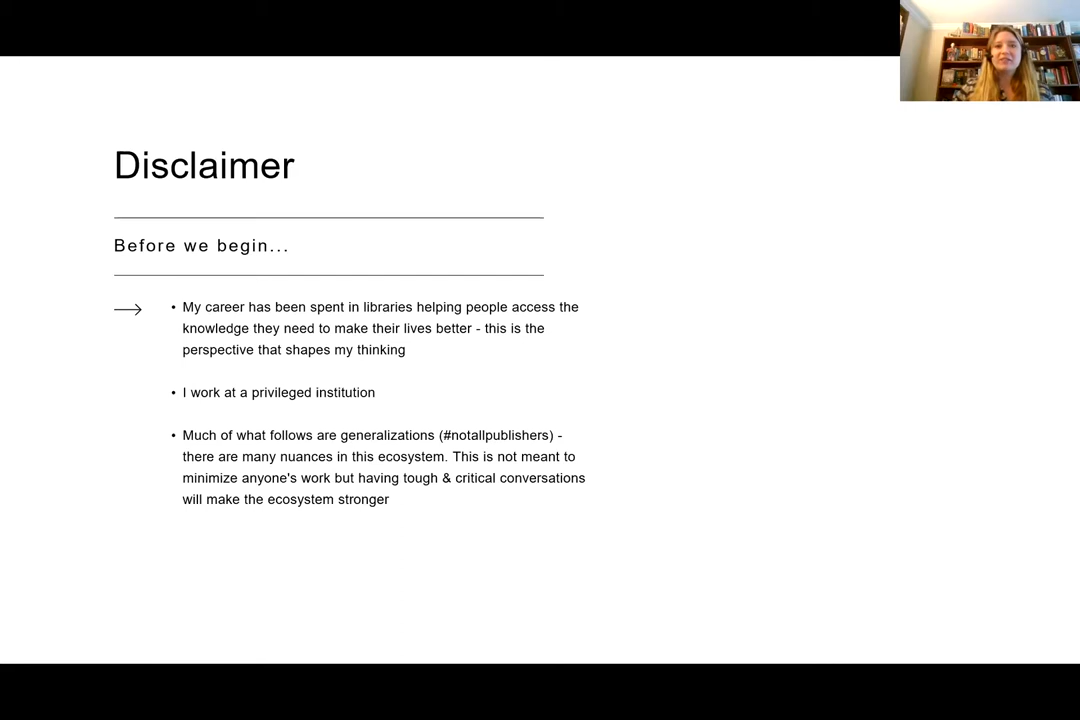 Disclaimer
Before we begin...
• My career has been spent in libraries helping people access the
knowledge they need to make their lives better - this is the
perspective that shapes my thinking
• I work at a privileged institution
• Much of what follows are generalizations (#notallpublishers) -
there are many nuances in this ecosystem. This is not meant to
minimize anyone's work but having tough & critical conversations
will make the ecosystem stronger